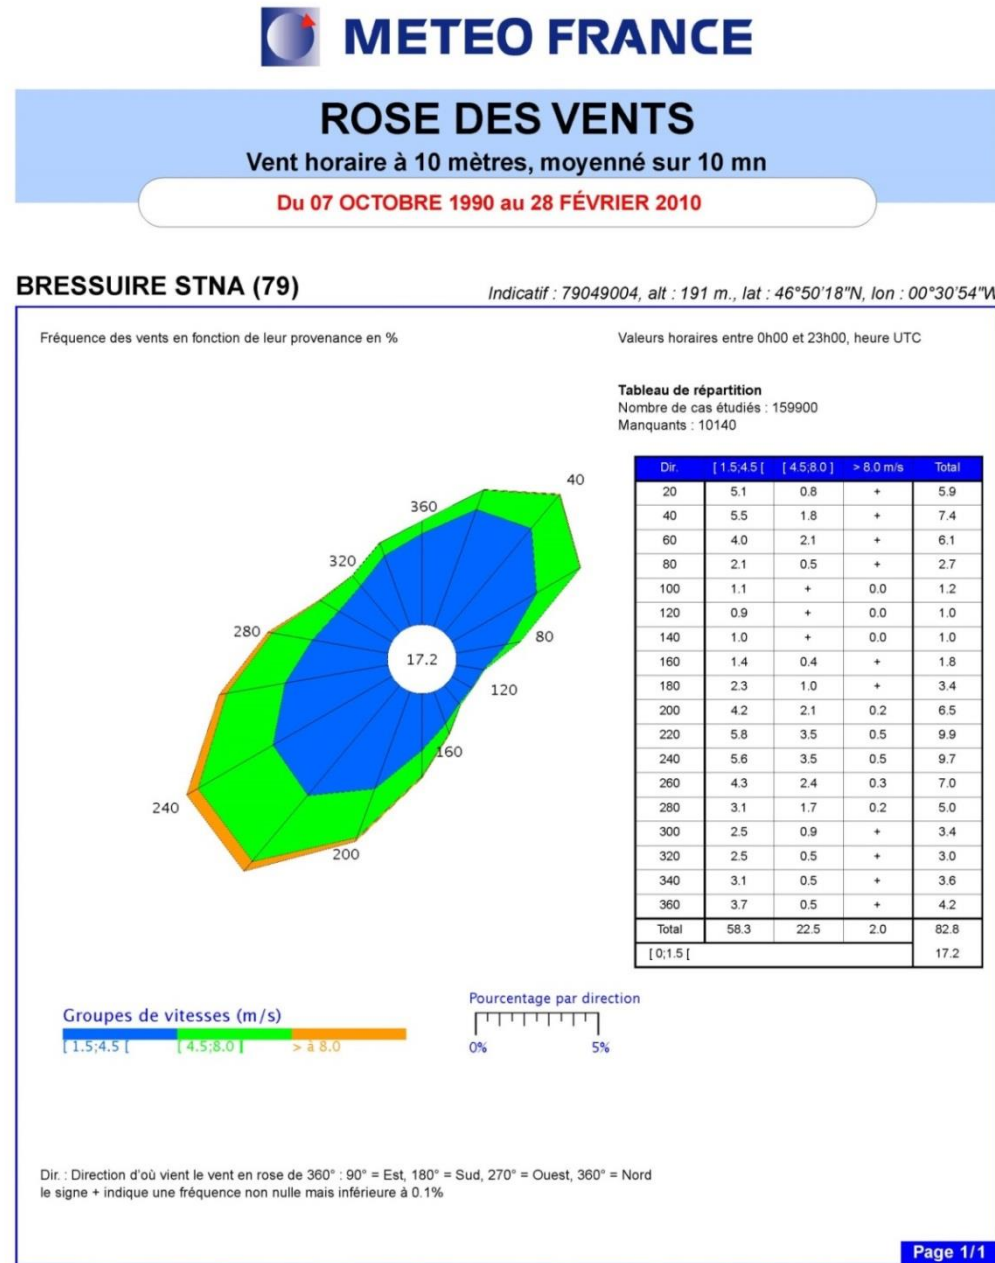 METEO FRANCE
ROSE DES VENTS
Vent horaire à 10 mètres, moyenné sur 10 mn
Du 07 OCTOBRE 1990 au 28 FÉVRIER 2010
BRESSUIRE STNA (79)
Indicatif : 79049004, alt : 191 m., lat : 46°50'18"N, lon : 00°30'54"W
Fréquence des vents en fonction de leur provenance en %
Valeurs horaires entre 0h00 et 23h00, heure UTC
Tableau de répartition
Nombre de cas étudiés : 159900
Manquants : 10140
Dir. [ 1.5;4.5 [ [ 4.5;8.0 ] > 8.0 m/s Total
20 5.1 0.8 + 5.9
40 5.5 1.8 + 7.4
60 4.0 2.1 + 6.1
80 2.1 0.5 + 2.7
100 1.1 + 0.0 1.2
120 0.9 + 0.0 1.0
140 1.0 + 0.0 1.0
160 1.4 0.4 + 1.8
180 2.3 1.0 + 3.4
200 4.2 2.1 0.2 6.5
220 5.8 3.5 0.5 9.9
240 5.6 3.5 0.5 9.7
260 4.3 2.4 0.3 7.0
280 3.1 1.7 0.2 5.0
300 2.5 0.9 + 3.4
320 2.5 0.5 + 3.0
340 3.1 0.5 + 3.6
360 3.7 0.5 + 4.2
Total 58.3 22.5 2.0 82.8
[ 0;1.5 [ 17.2
40
360
320
280
80
17.2
120
160
240
200
Groupes de vitesses (m/s)
[ 1.5;4.5 [ [ 4.5;8.0 ] > à 8.0
Pourcentage par direction
0% 5%
Dir. : Direction d'où vient le vent en rose de 360° : 90° = Est, 180° = Sud, 270° = Ouest, 360° = Nord
le signe + indique une fréquence non nulle mais inférieure à 0.1%
Page 1/1